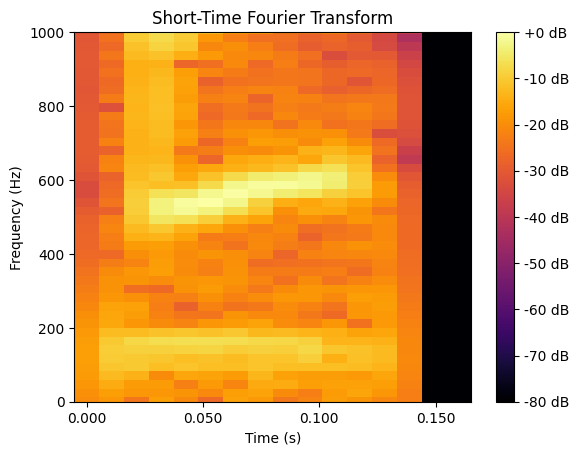 Short-Time Fourier Transform
1000
800
600
400
200
0
Frequency (Hz)
0.000
0.050
0.100
0.150
Time (s)
+0 dB
-10 dB
-20 dB
-30 dB
-40 dB
-50 dB
-60 dB
-70 dB
-80 dB